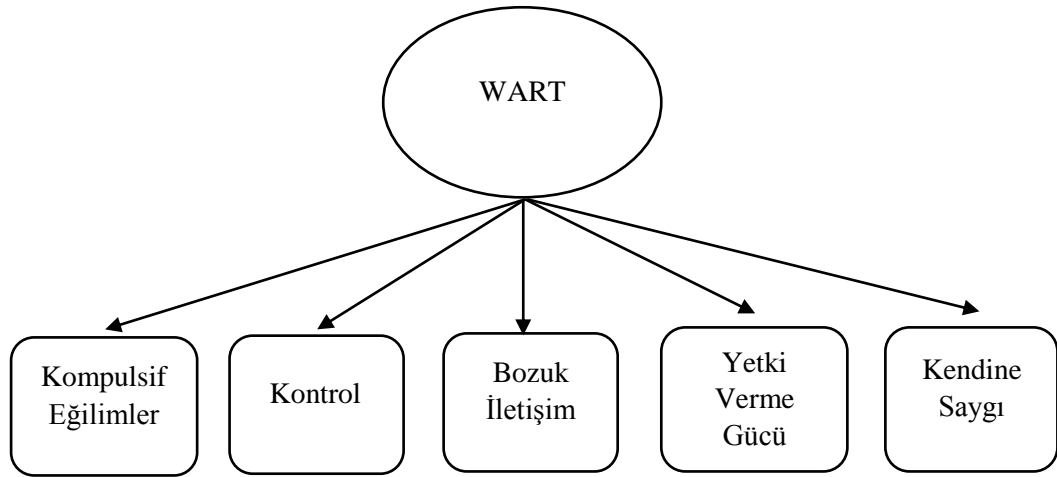 WART
Kompulsif
Eğilimler
Kontrol
Bozuk
İletişim
Yetki
Verme
Gücü
Kendine
Saygı